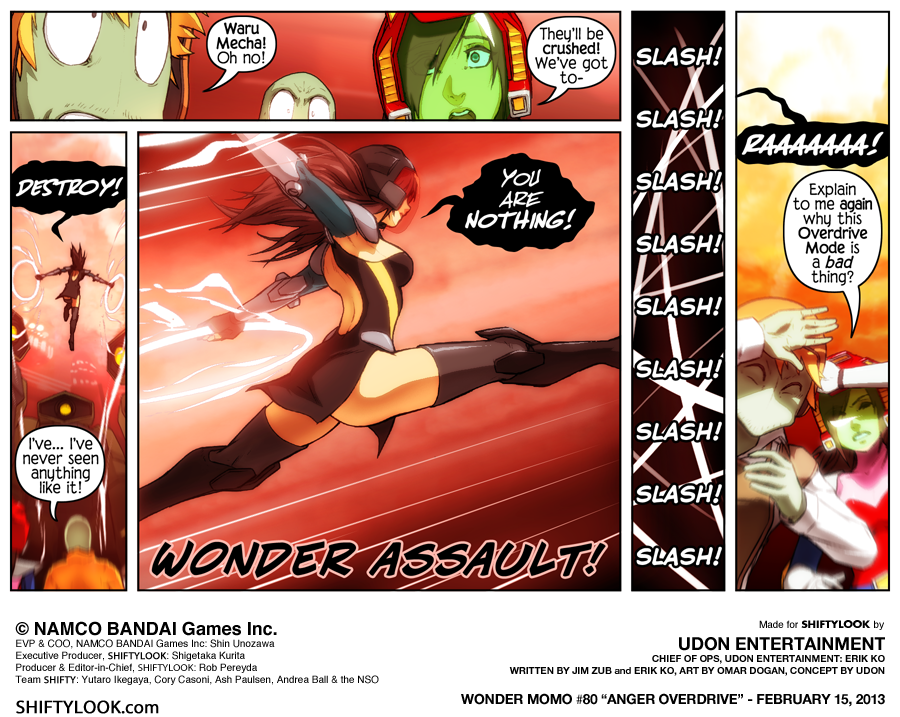 Waru
Mecha!
Oh no!
They'll be
crushed!
We've got
to-
DESTROY!
I've... I've
never seen
anything
like it!
YOU
ARE
NOTHING!
WONDER ASSAULT!
SLASH!
SLASH!
SLASH!
SLASH!
SLASH!
SLASH!
SLASH!
SLASH!
SLASH!
RAAAAAAA!
Explain
to me again
why this
Overdrive
Mode is
a bad
thing?
© NAMCO BANDAI Games Inc.
EVP & COO, NAMCO BANDAI Games Inc: Shin Unozawa
Executive Producer, SHIFTYLOOK: Shigetaka Kurita
Producer & Editor-in-Chief, SHIFTYLOOK: Rob Pereyda
Team SHIFTY: Yutaro Ikegaya, Cory Casoni, Ash Paulsen, Andrea Ball & the NSO
SHIFTYLOOK.com
Made for SHIFTYLOOK by
UDON ENTERTAINMENT
CHIEF OF OPS, UDON ENTERTAINMENT: ERIK KO
WRITTEN BY JIM ZUB and ERIK KO, ART BY OMAR DOGAN, CONCEPT BY UDON
WONDER MOMO #80 “ANGER OVERDRIVE” - FEBRUARY 15, 2013